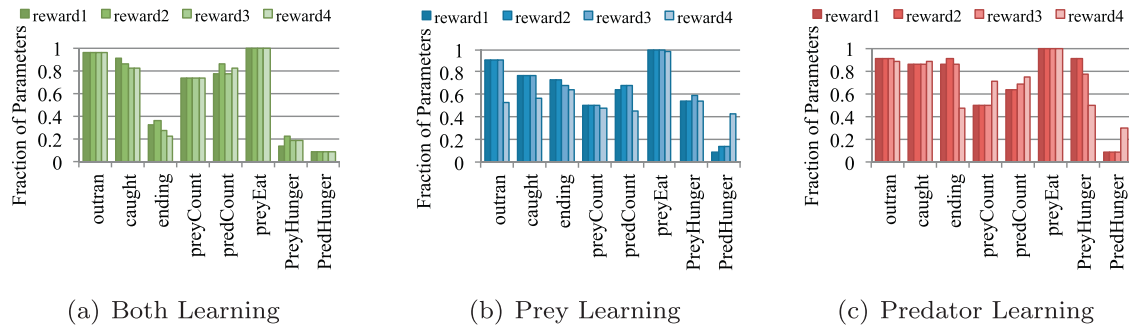 reward1 reward2 reward3 reward4
Fraction of Parameters
1
0.8
0.6
0.4
0.2
0
outran
caught
ending
preyCount
predCount
preyEat
PreyHunger
PredHunger
(a) Both Learning
reward1 reward2 reward3 reward4
Fraction of Parameters
1
0.8
0.6
0.4
0.2
0
outran
caught
ending
preyCount
predCount
preyEat
PreyHunger
PredHunger
(b) Prey Learning
reward1 reward2 reward3 reward4
Fraction of Parameters
1
0.8
0.6
0.4
0.2
0
outran
caught
ending
preyCount
predCount
preyEat
PreyHunger
PredHunger
(c) Predator Learning